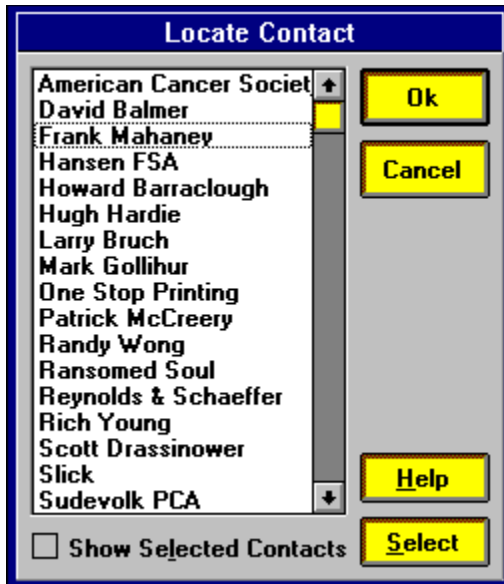 Locate Contact
American Cancer Societ
David Balmer
Frank Mahaney
Hansen FSA
Howard Barraclough
Hugh Hardie
Larry Bruch
Mark Gollihur
One Stop Printing
Patrick McCreery
Randy Wong
Ransomed Soul
Reynolds & Schaeffer
Rich Young
Scott Drassinower
Slick
Sudevolk PCA
Show Selected Contacts
Ok
Cancel
Help
Select